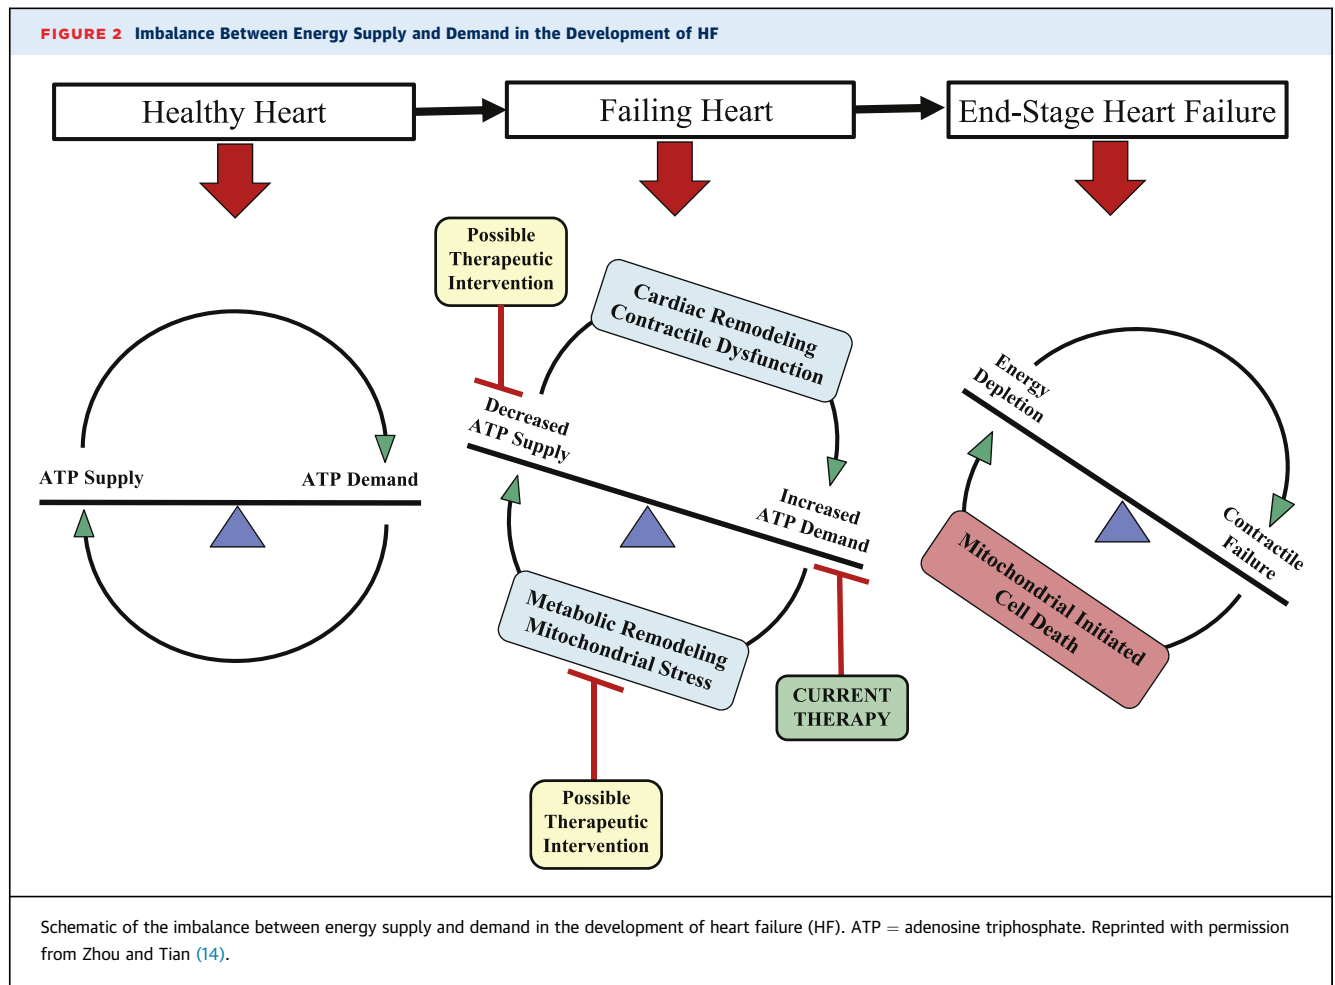 FIGURE 2 Imbalance Between Energy Supply and Demand in the Development of HF
Healthy Heart
Failing Heart
End-Stage Heart Failure
ATP Supply
ATP Demand
Possible
Therapeutic
Intervention
Cardiac Remodeling
Contractile Dysfunction
Decreased
ATP Supply
Increased
ATP Demand
Metabolic Remodeling
Mitochondrial Stress
CURRENT
THERAPY
Possible
Therapeutic
Intervention
Energy
Depletion
Contractile
Failure
Mitochondrial Initiated
Cell Death
Schematic of the imbalance between energy supply and demand in the development of heart failure (HF). ATP = adenosine triphosphate. Reprinted with permission
from Zhou and Tian (14).